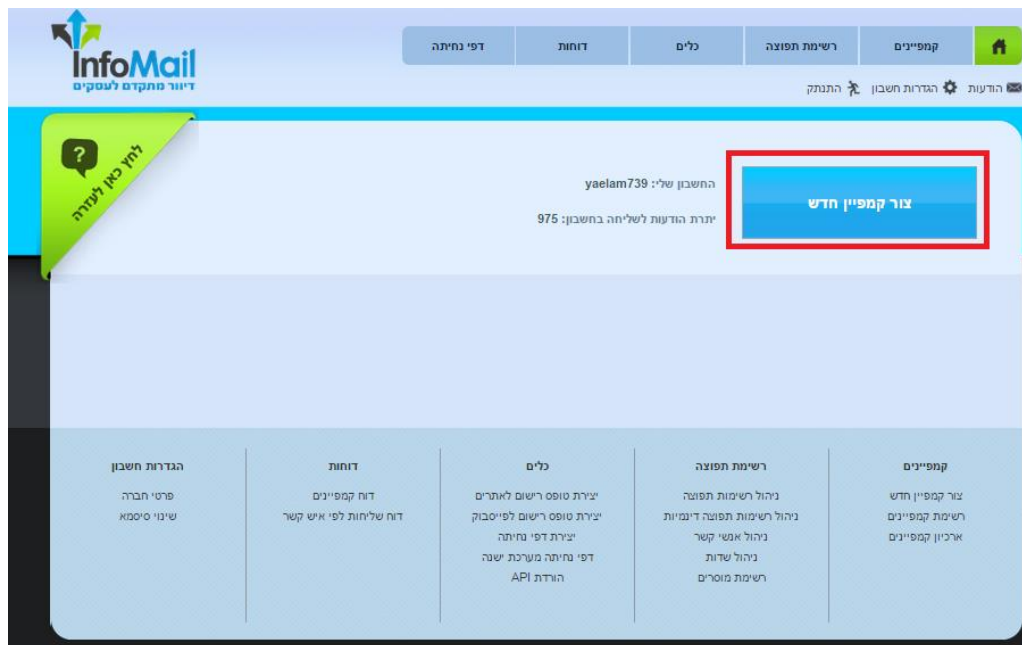 InfoMail
דיוור מתקדם לעסקים
קמפיינים
רשימת תפוצה
כלים
דוחות
דפי נחיתה
הודעות
הגדרות חשבון
התנתק
?
לחץ כאן לעזרה
צור קמפיין חדש
החשבון שלי: yaelam739
יתרת הודעות לשליחה בחשבון: 975
קמפיינים
צור קמפיין חדש
רשימת קמפיינים
ארכיון קמפיינים
רשימת תפוצה
ניהול רשימות תפוצה
ניהול רשימות תפוצה דינמיות
ניהול אנשי קשר
ניהול שדות
רשימת מוסרים
כלים
יצירת טופס רישום לאתרים
יצירת טופס רישום לפייסבוק
יצירת דפי נחיתה
דפי נחיתה מערכת ישנה
הורדת API
דוחות
דוח קמפיינים
דוח שליחות לפי איש קשר
הגדרות חשבון
פרטי חברה
שינוי סיסמא